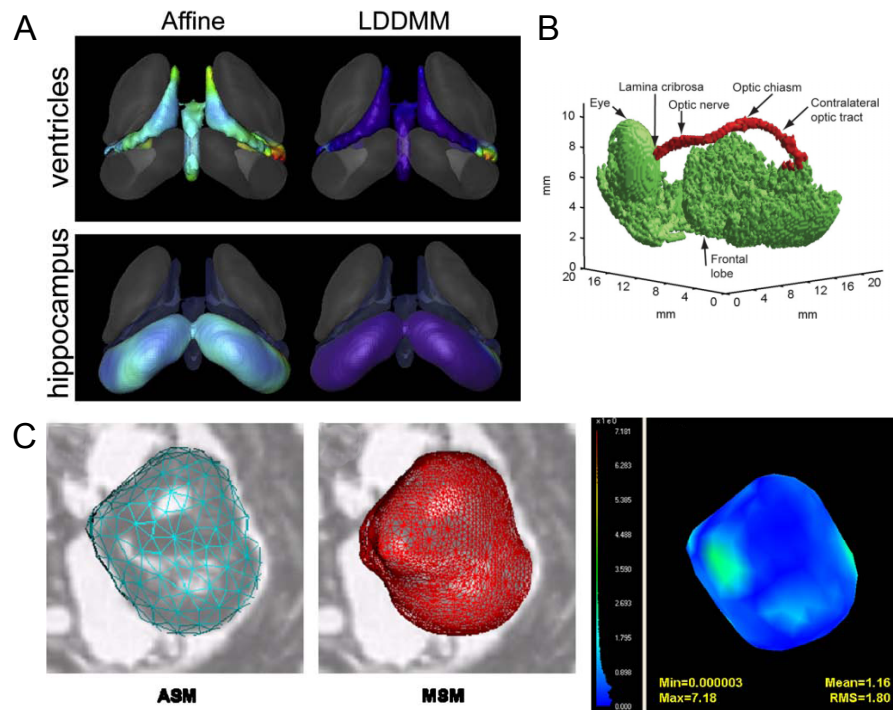 A
Affine
LDDMM
ventricles
hippocampus
B
Lamina cribrosa
Optic chiasm
Eye
Optic nerve
Contralateral
optic tract
10
8
6
4
2
0
mm
Frontal
lobe
20
16
12
8
4
0
mm
0
4
8
12
16
20
mm
C
ASM
MSM
x1e0
7.181
6.283
5.385
4.488
3.590
2.693
1.795
0.898
0.000
Min=0.000003
Mean=1.16
Max=7.18
RMS=1.80